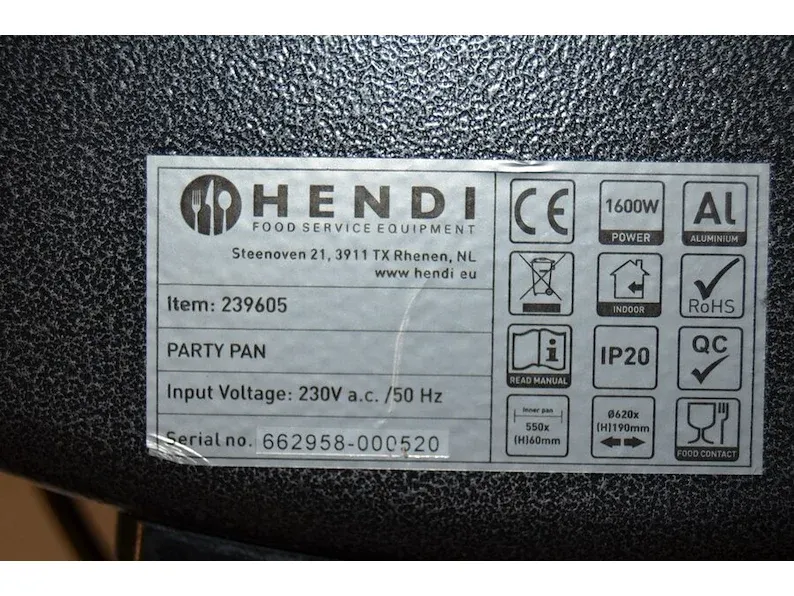 HENDI
FOOD SERVICE EQUIPMENT
Steenoven 21, 3911 TX Rhenen, NL
www hendi eu
Item: 239605
PARTY PAN
Input Voltage: 230V a.c. /50 Hz
Serial no. 662958-000520
CE
1600W
POWER
Al
ALUMINIUM
INDOOR
RoHS
i
READ MANUAL
IP20
QC
Inner pan
550x
(H)60mm
Ø620x
(H)190mm
FOOD CONTACT